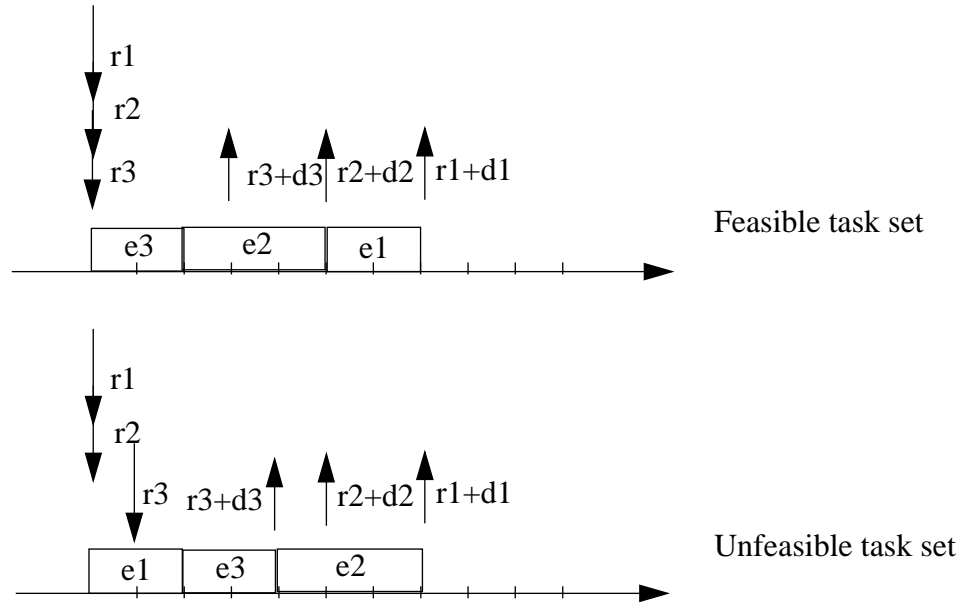 r1
r2
r3
r3+d3
r2+d2
r1+d1
Feasible task set
e3
e2
e1
r1
r2
r3
r3+d3
r2+d2
r1+d1
Unfeasible task set
e1
e3
e2